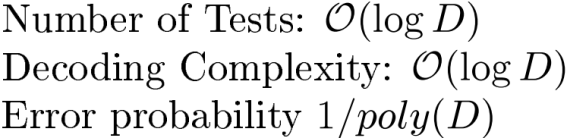 Number of Tests: 𝒪(log D)
Decoding Complexity: 𝒪(log D)
Error probability 1/poly(D)